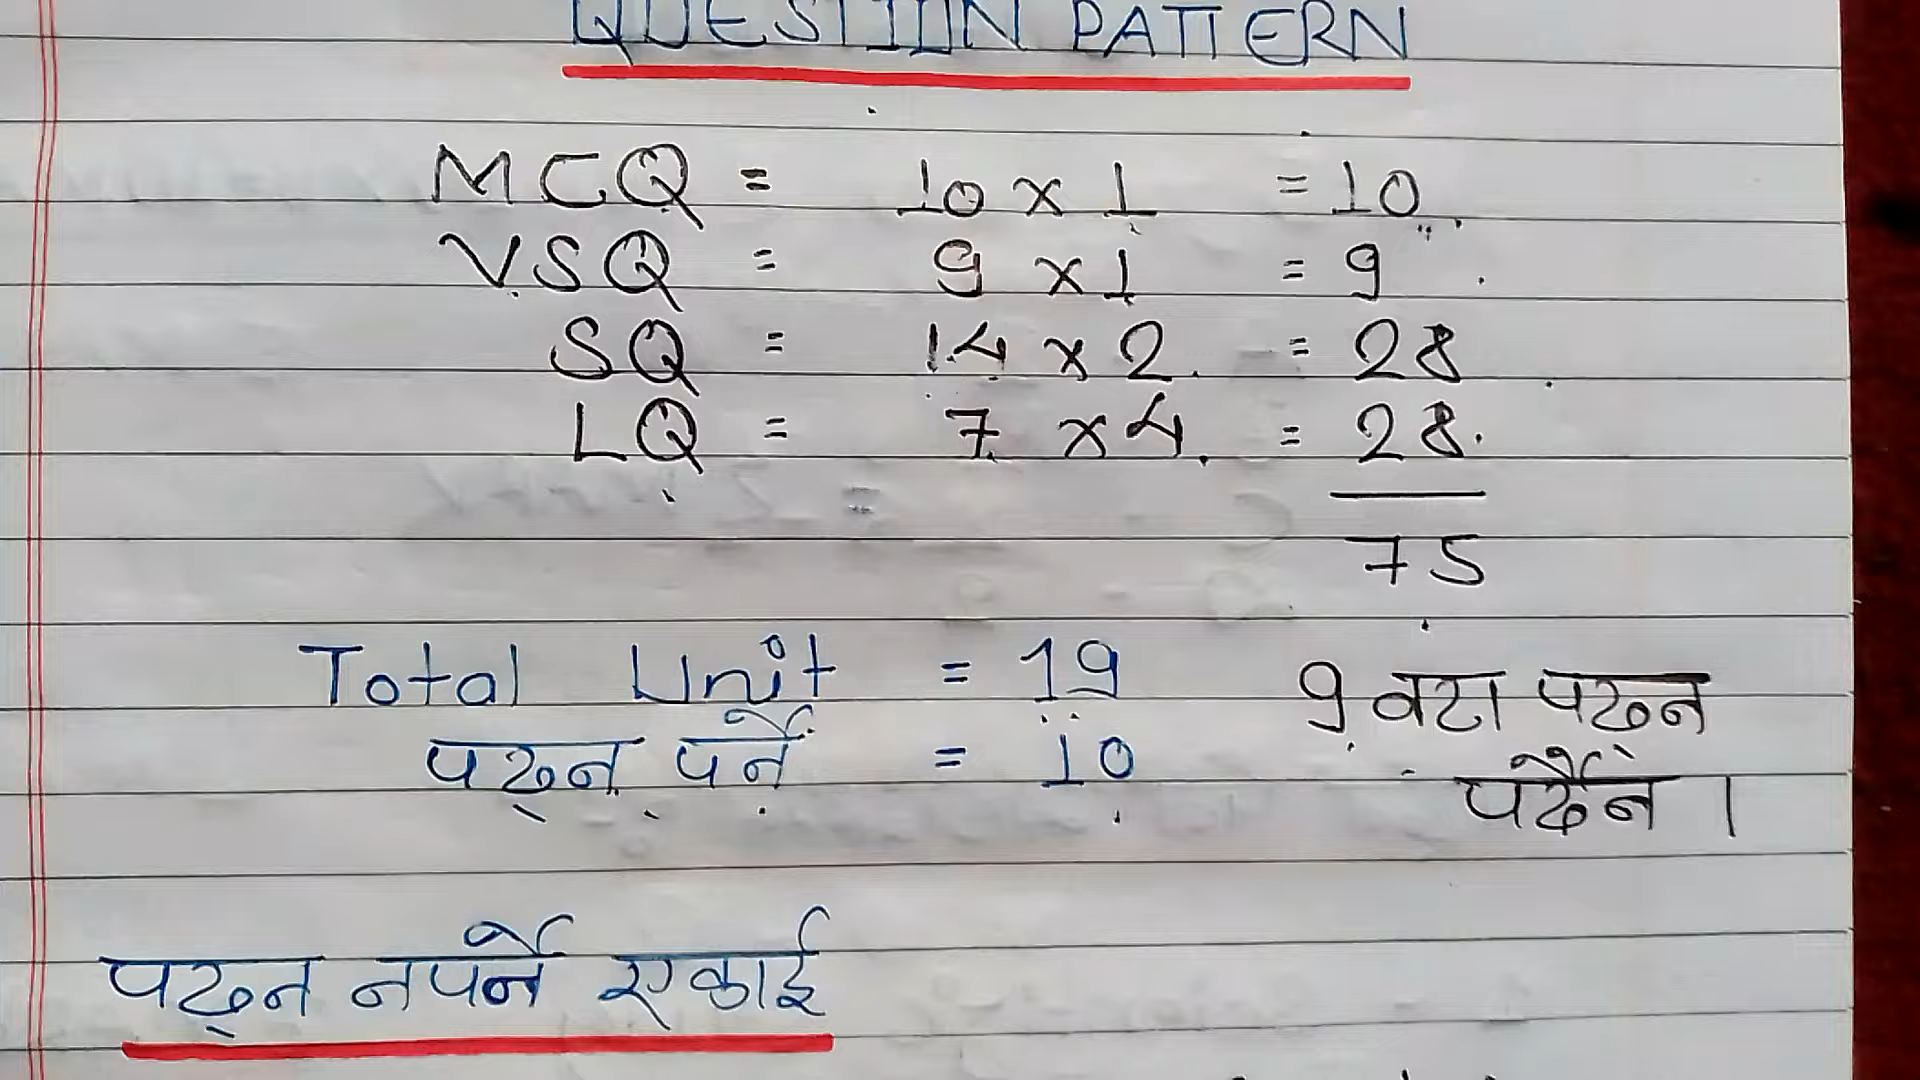 QUESTION PATTERN
MCQ = 10 x 1 = 10
V.SQ = 9 x 1 = 9
SQ = 14 x 2 = 28
LQ = 7 x 4 = 28
75
Total Unit = 19
पढ्न पर्ने = 10
9 वटा पढ्न
पर्दैन ।
पढ्न नपर्ने एकाई